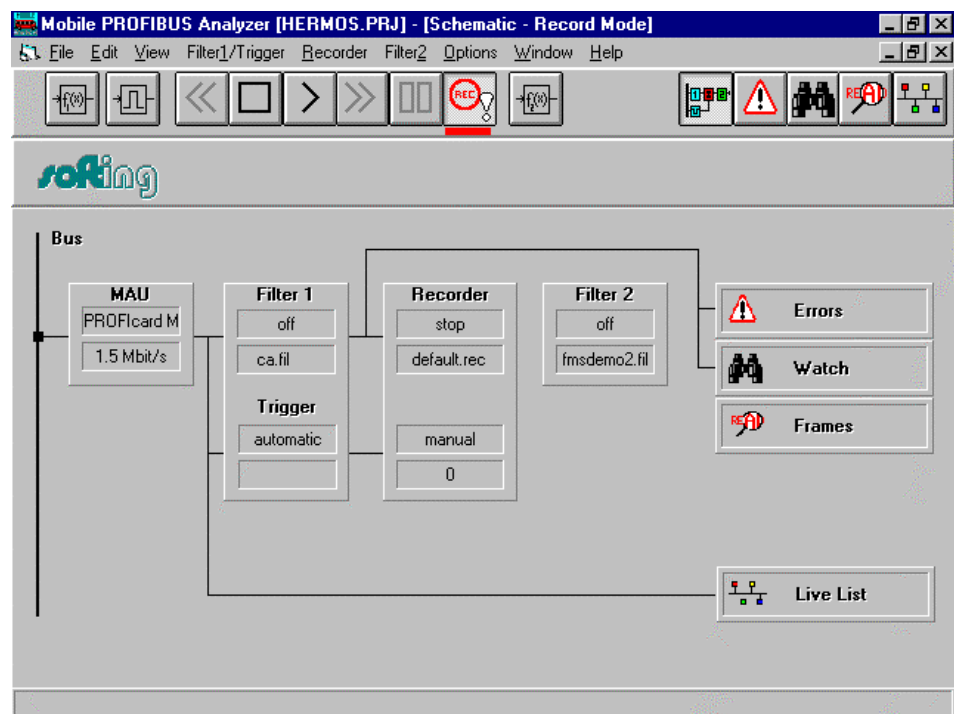 Mobile PROFIBUS Analyzer [HERMOS.PRJ] - [Schematic - Record Mode]
File Edit View Filter1/Trigger Recorder Filter2 Options Window Help
f(x) f(x)
REC
READ
softing
Bus
MAU
PROFIcard M
1.5 Mbit/s
Filter 1
off
ca.fil
Trigger
automatic
Recorder
stop
default.rec
manual
0
Filter 2
off
fmsdemo2.fil
Errors
Watch
READ
Frames
Live List